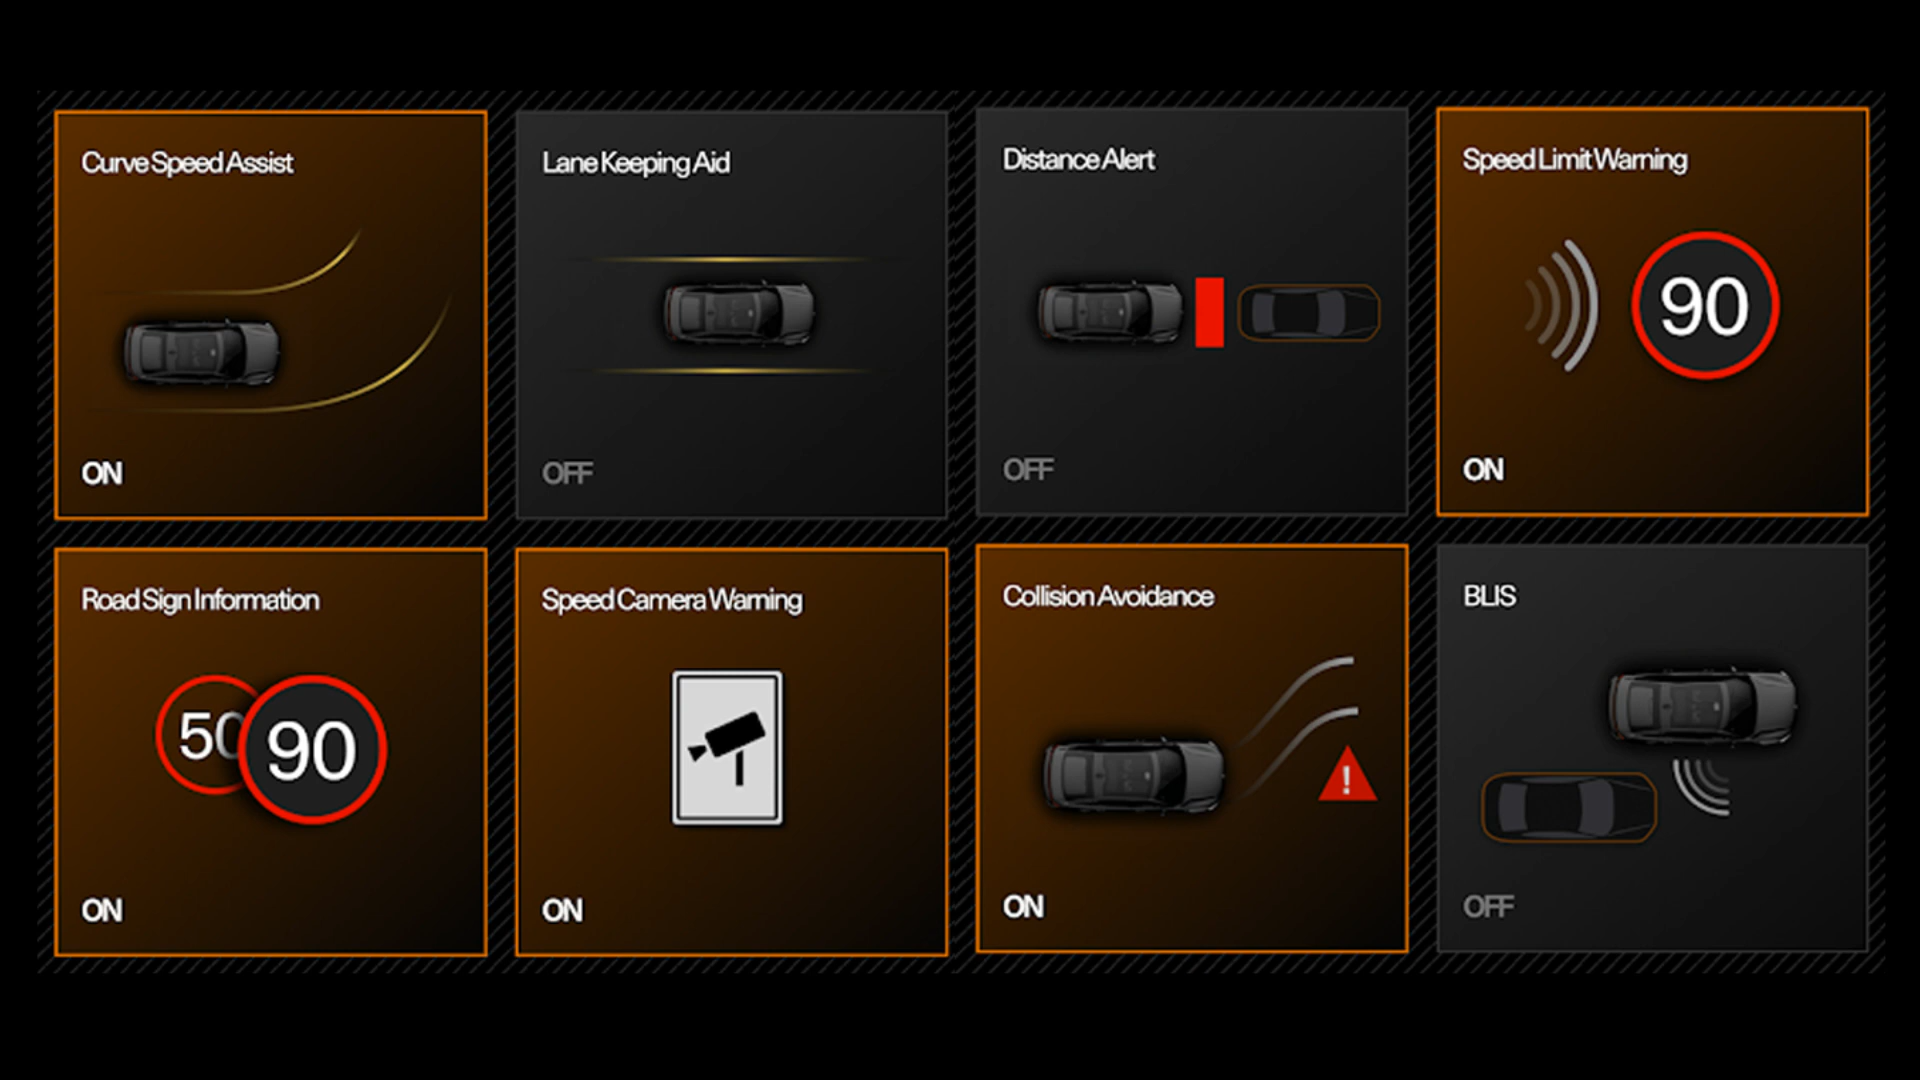 Curve Speed Assist
ON
Lane Keeping Aid
OFF
Distance Alert
OFF
Speed Limit Warning
90
ON
Road Sign Information
50
90
ON
Speed Camera Warning
ON
Collision Avoidance
!
ON
BLIS
OFF